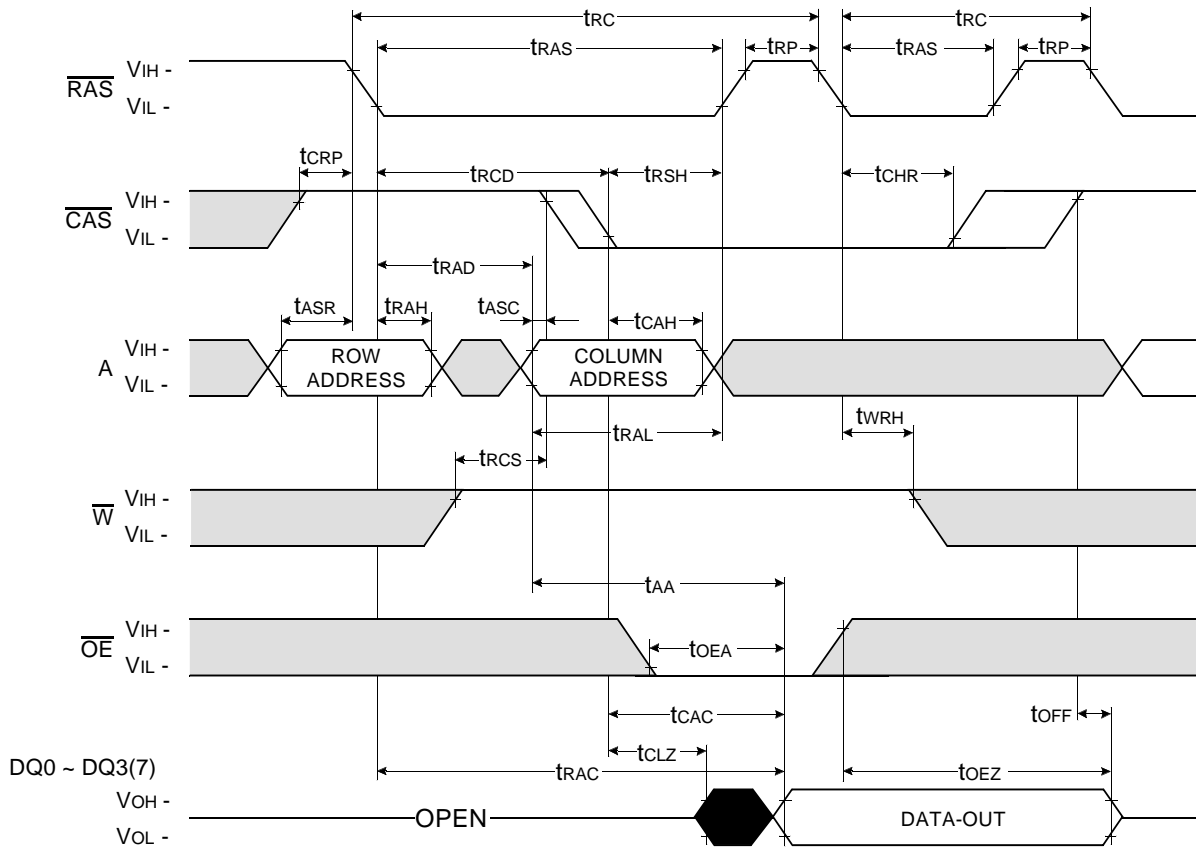 tRC tRC
tRAS tRP tRAS tRP
RAS VIH -
VIL -
tCRP tRCD tRSH tCHR
CAS VIH -
VIL -
tRAD
tASR tRAH tASC tCAH
A VIH -
VIL -
ROW ADDRESS
COLUMN ADDRESS
tRAL tWRH
tRCS
W VIH -
VIL -
tAA
OE VIH -
VIL -
tOEA
tCAC tOFF
tCLZ
DQ0 ~ DQ3(7)
tRAC tOEZ
VOH -
VOL -
OPEN DATA-OUT